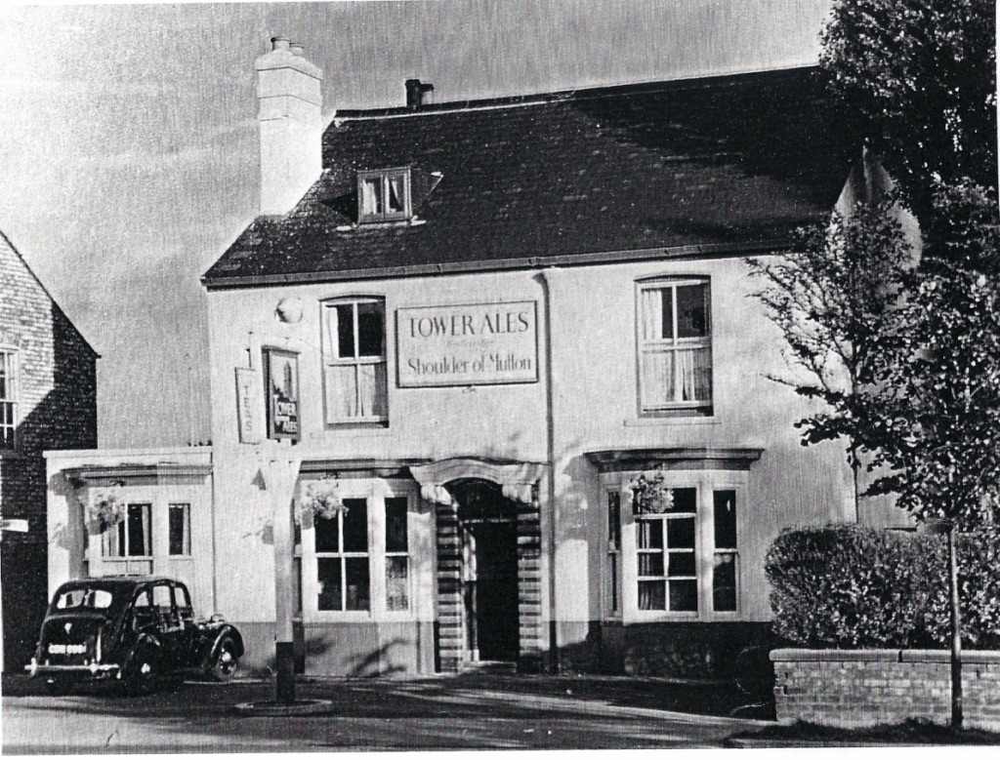 TOWER ALES
Shoulder of Mutton
TEAS
TOWER
ALES